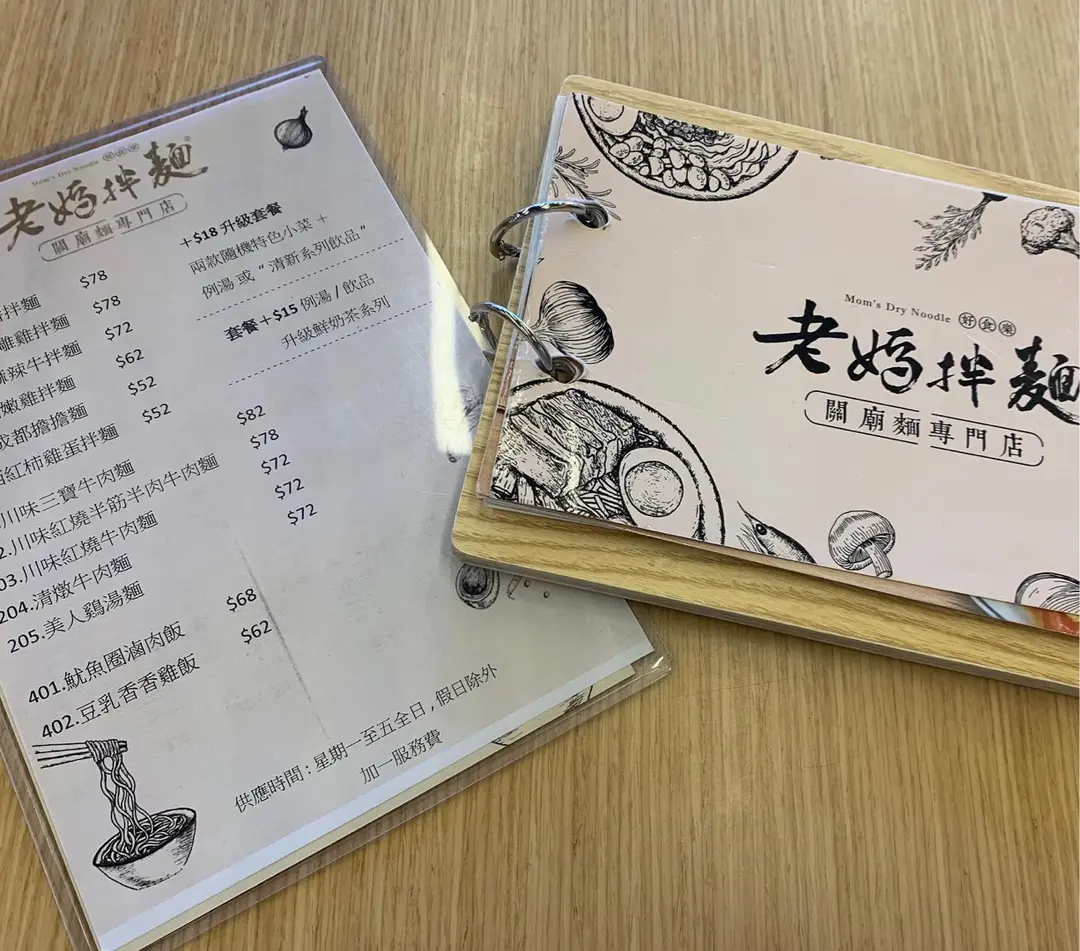 Mom's Dry Noodle 好食樂
老媽拌麵
關廟麵專門店
拌麵 $78
雞拌麵 $78
麻辣牛拌麵 $72
嫩雞拌麵 $62
成都擔擔麵 $52
西紅柿雞蛋拌麵 $52
川味三寶牛肉麵 $82
2.川味紅燒半筋半肉牛肉麵 $78
03.川味紅燒牛肉麵 $72
204.清燉牛肉麵 $72
205.美人鷄湯麵 $72
401.魷魚圈滷肉飯 $68
402.豆乳香香雞飯 $62
+$18 升級套餐
兩款隨機特色小菜 +
例湯 或 “ 清新系列飲品”
套餐 +$15 例湯 / 飲品
升級鮮奶茶系列
供應時間 : 星期一至五全日 , 假日除外
加一服務費
Mom's Dry Noodle 好食樂
老媽拌麵
關廟麵專門店